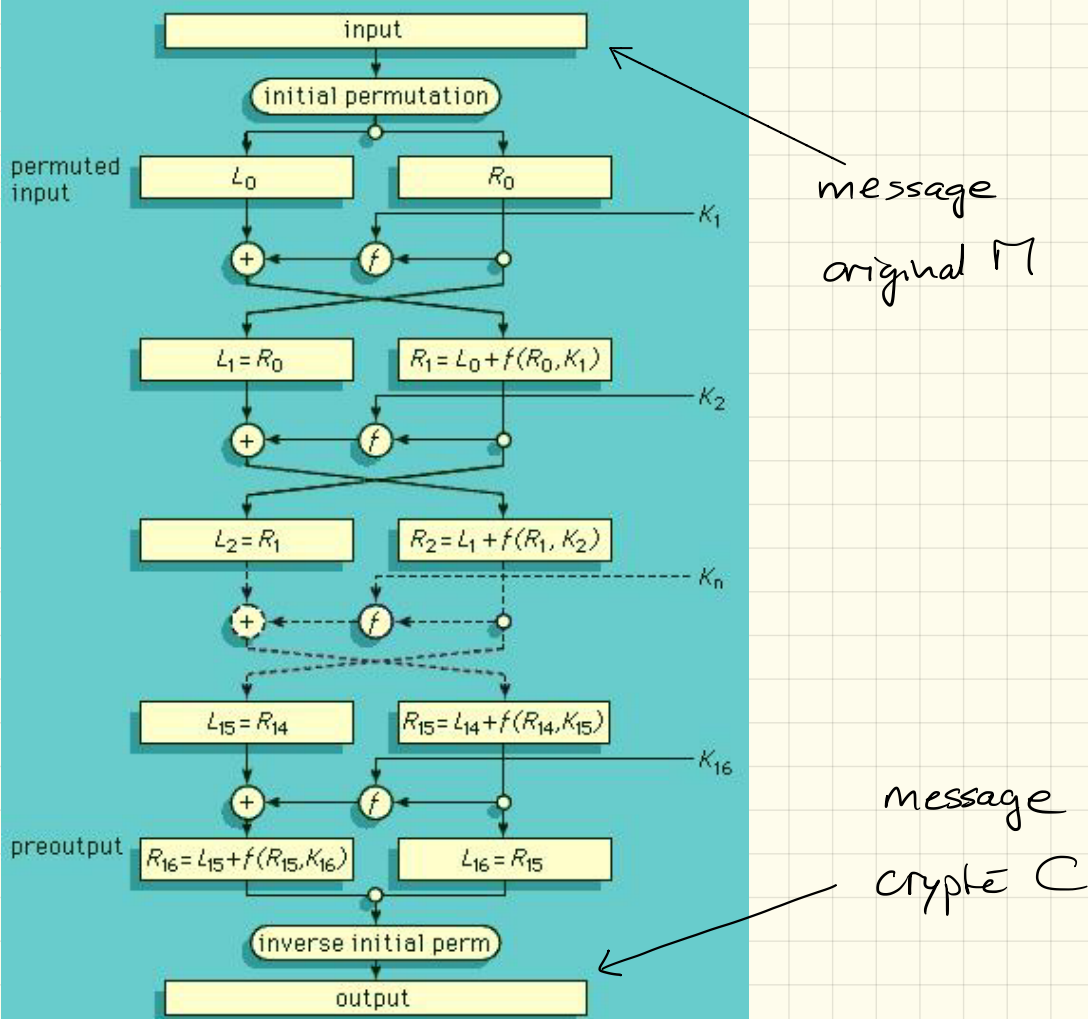 input
initial permutation
permuted
input
L₀
R₀
K₁
message
original M
+
f
L₁=R₀
R₁=L₀+f(R₀,K₁)
K₂
+
f
L₂=R₁
R₂=L₁+f(R₁,K₂)
Kₙ
+
f
L₁₅=R₁₄
R₁₅=L₁₄+f(R₁₄,K₁₅)
K₁₆
+
f
message
crypté C
preoutput
R₁₆=L₁₅+f(R₁₅,K₁₆)
L₁₆=R₁₅
inverse initial perm
output